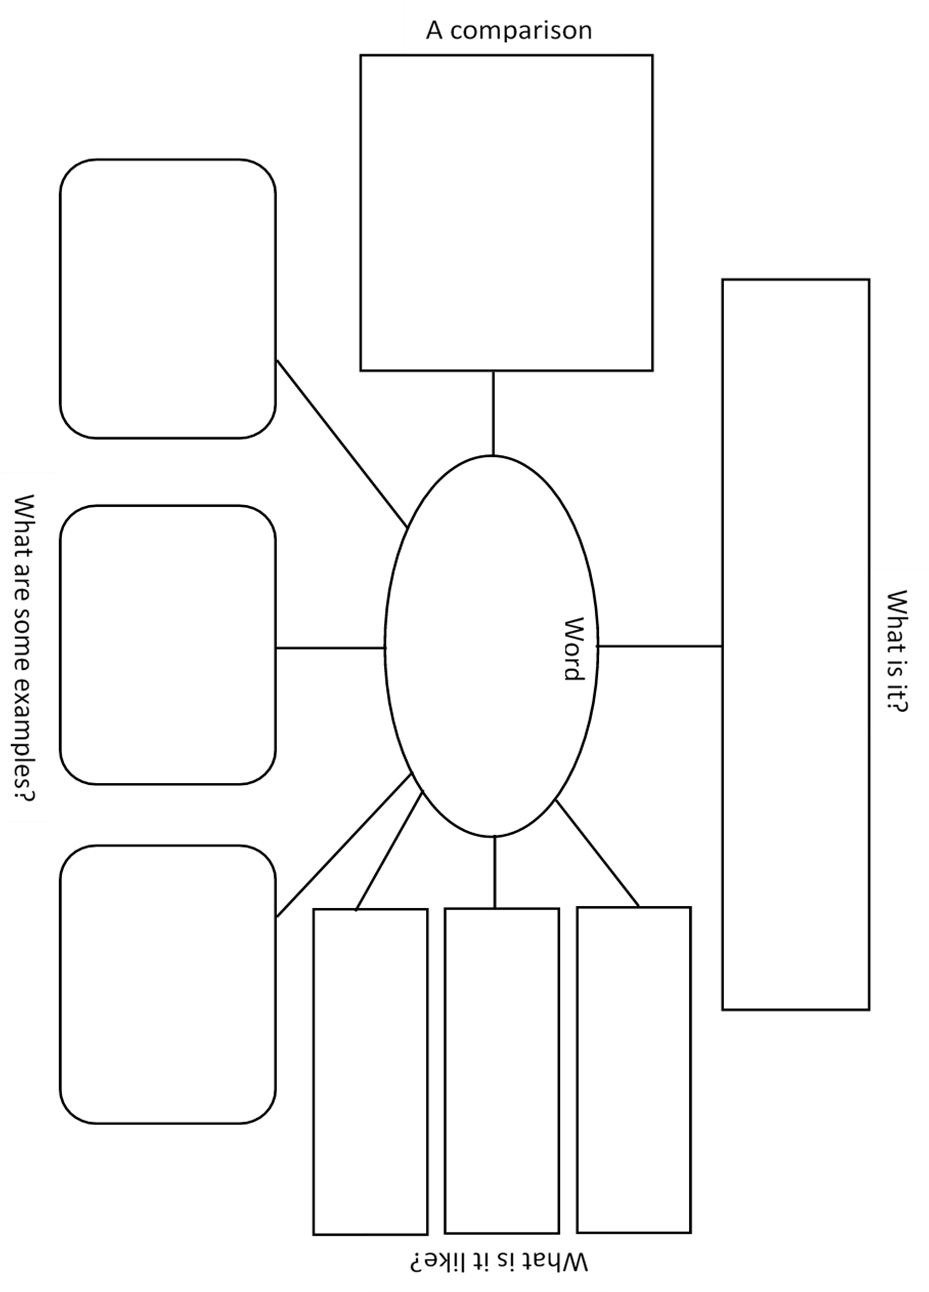 A comparison
What is it?
Word
What are some examples?
What is it like?